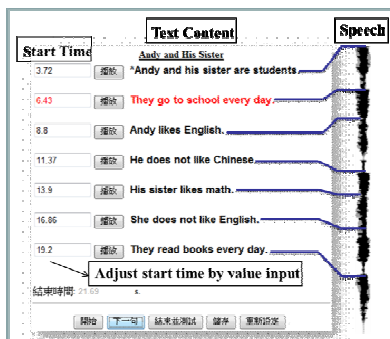 Text Content
Speech
Start Time
Andy and His Sister
3.72 播放 *Andy and his sister are students.
6.43 播放 They go to school every day.
8.8 播放 Andy likes English.
11.37 播放 He does not like Chinese.
13.9 播放 His sister likes math.
16.86 播放 She does not like English.
19.2 播放 They read books every day.
Adjust start time by value input
結束時間: 21.69 s.
開始 下一句 結束並測試 儲存 重新設定